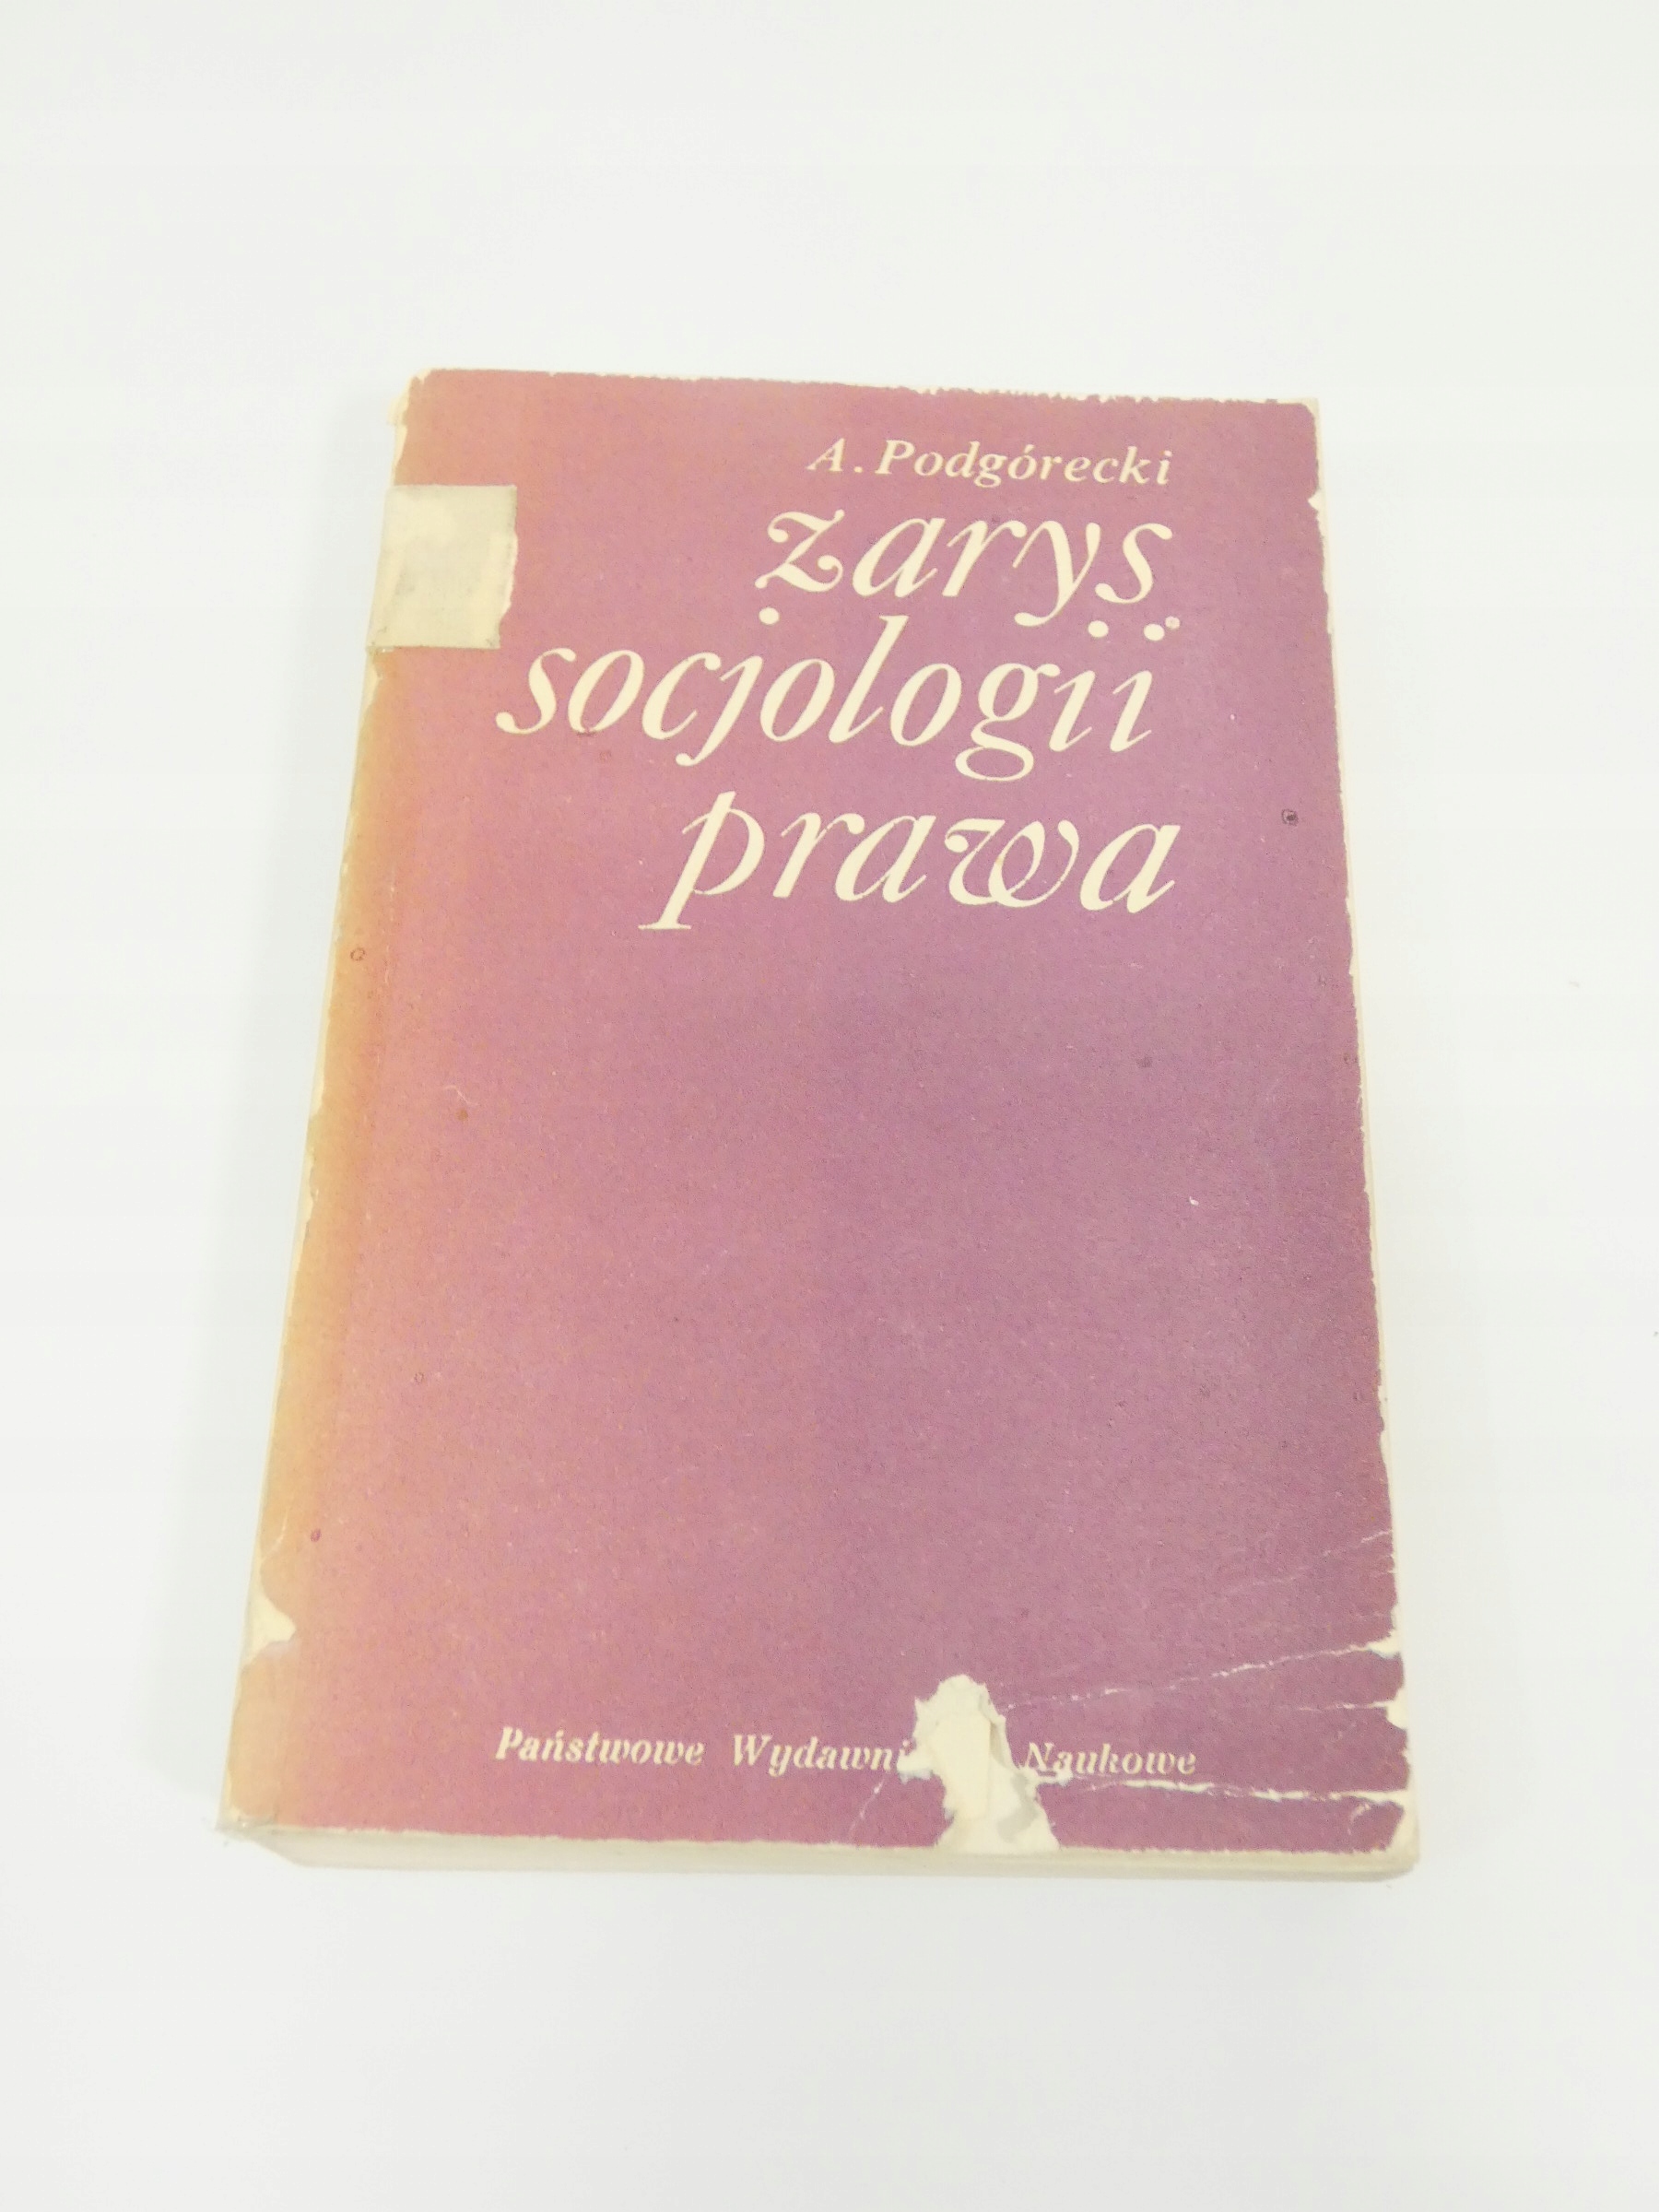 A. Podgórecki
zarys
socjologii
prawa
Państwowe Wydawni Naukowe